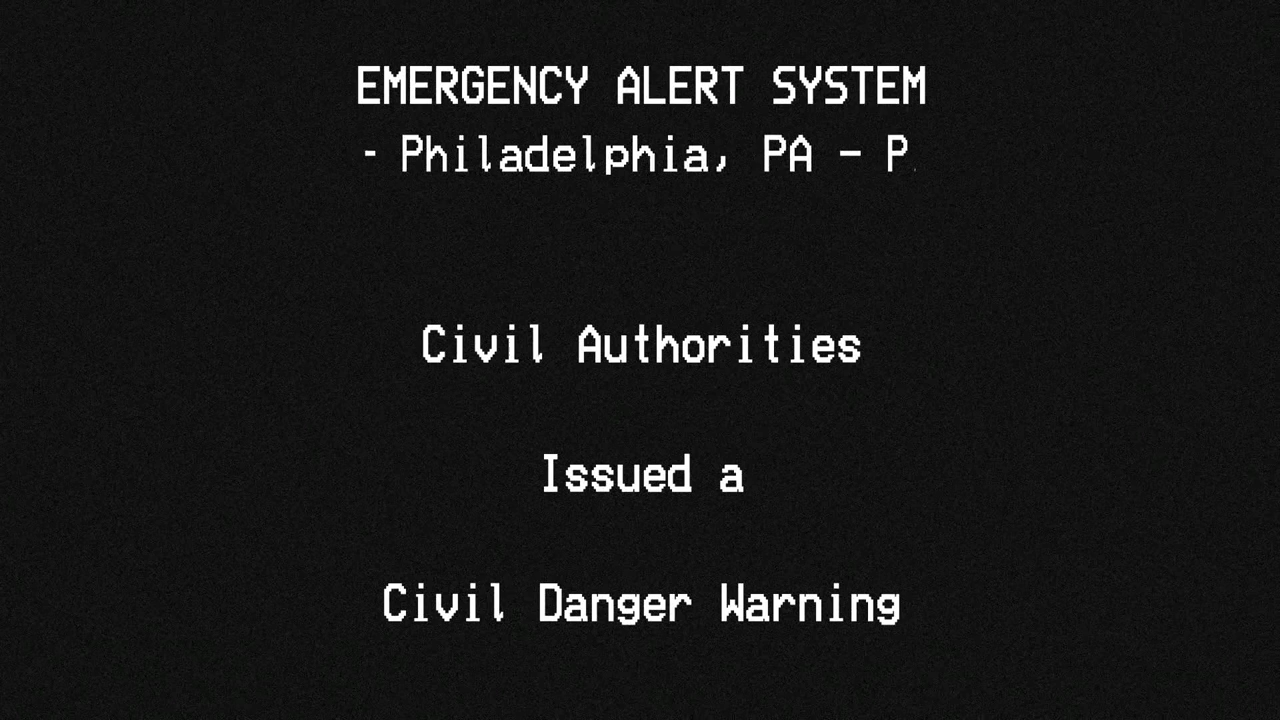 EMERGENCY ALERT SYSTEM
- Philadelphia, PA – P
Civil Authorities
Issued a
Civil Danger Warning